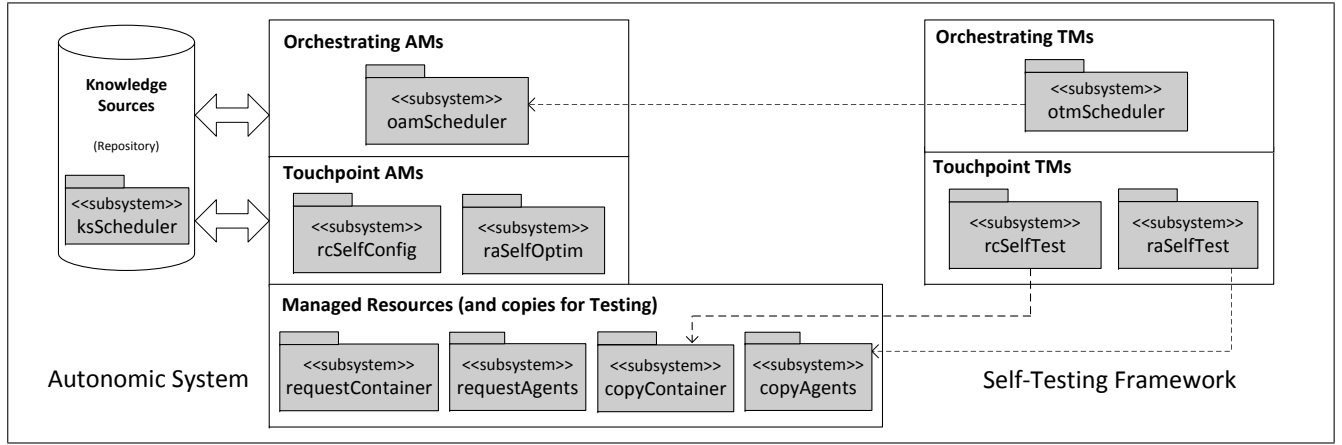 Knowledge
Sources
(Repository)
<<subsystem>>
ksScheduler
Orchestrating AMs
<<subsystem>>
oamScheduler
Touchpoint AMs
<<subsystem>>
rcSelfConfig
<<subsystem>>
raSelfOptim
Managed Resources (and copies for Testing)
<<subsystem>>
requestContainer
<<subsystem>>
requestAgents
<<subsystem>>
copyContainer
<<subsystem>>
copyAgents
Orchestrating TMs
<<subsystem>>
otmScheduler
Touchpoint TMs
<<subsystem>>
rcSelfTest
<<subsystem>>
raSelfTest
Autonomic System
Self-Testing Framework